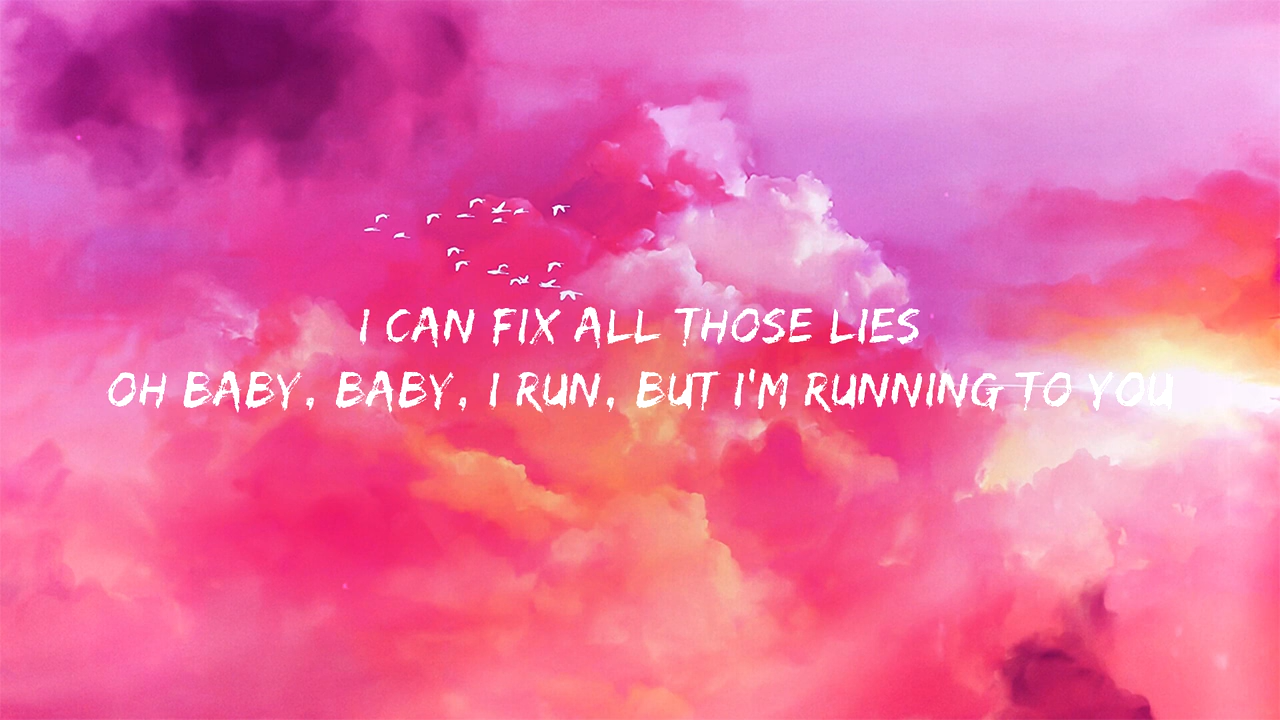 I CAN FIX ALL THOSE LIES
OH BABY, BABY, I RUN, BUT I'M RUNNING TO YOU